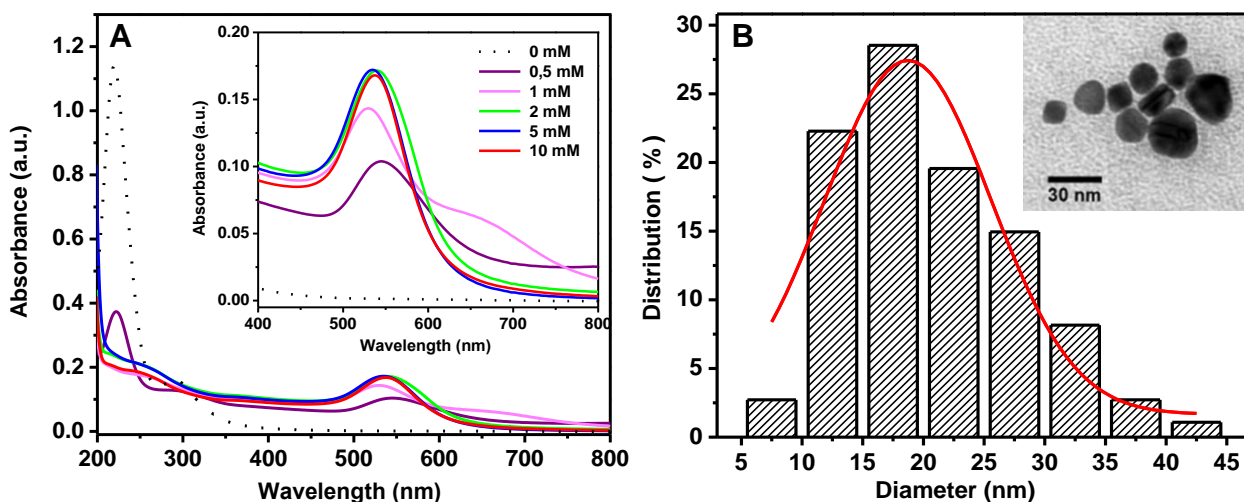 A
1.2
1.0
0.8
0.6
0.4
0.2
0.0
Absorbance (a.u.)
200 300 400 500 600 700 800
Wavelength (nm)
0.20
0.15
0.10
0.05
0.00
Absorbance (a.u.)
400 500 600 700 800
Wavelength (nm)
0 mM
0,5 mM
1 mM
2 mM
5 mM
10 mM
B
30
25
20
15
10
5
0
Distribution ( %)
5 10 15 20 25 30 35 40 45
Diameter (nm)
30 nm